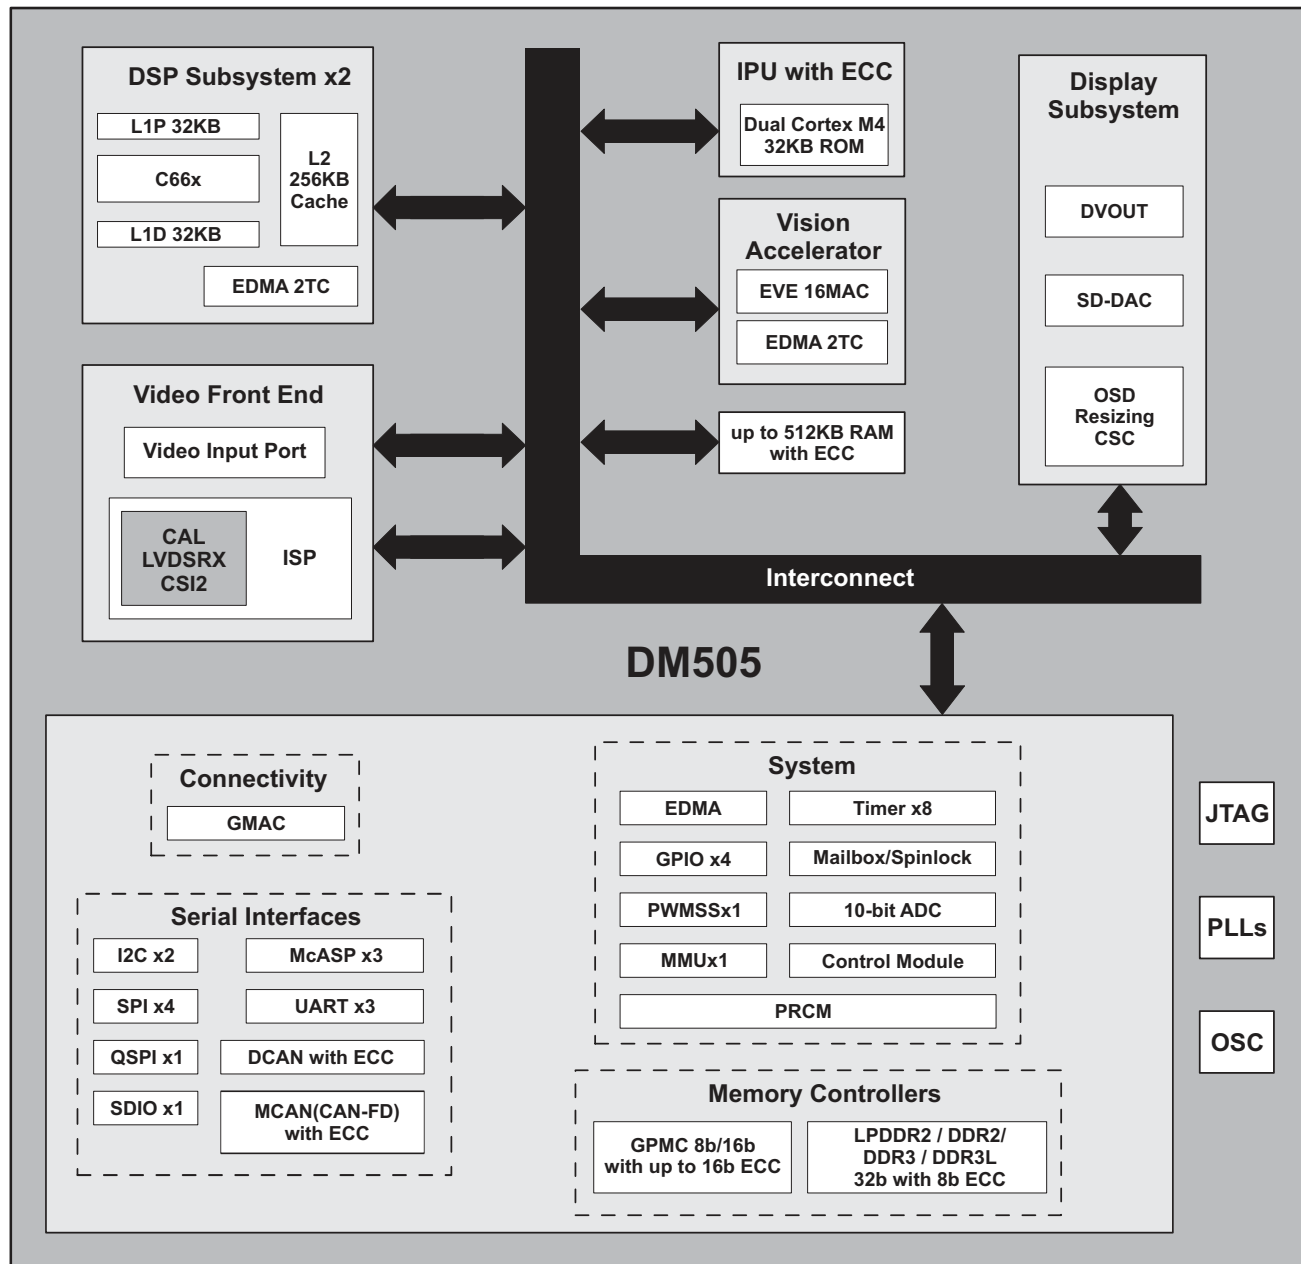 DSP Subsystem x2
L1P 32KB
C66x
L1D 32KB
L2
256KB
Cache
EDMA 2TC
IPU with ECC
Dual Cortex M4
32KB ROM
Vision
Accelerator
EVE 16MAC
EDMA 2TC
up to 512KB RAM
with ECC
Display
Subsystem
DVOUT
SD-DAC
OSD
Resizing
CSC
Video Front End
Video Input Port
CAL
LVDSRX
CSI2
ISP
Interconnect
DM505
Connectivity
GMAC
Serial Interfaces
I2C x2
McASP x3
SPI x4
UART x3
QSPI x1
DCAN with ECC
SDIO x1
MCAN(CAN-FD)
with ECC
System
EDMA
Timer x8
GPIO x4
Mailbox/Spinlock
PWMSSx1
10-bit ADC
MMUx1
Control Module
PRCM
Memory Controllers
GPMC 8b/16b
with up to 16b ECC
LPDDR2 / DDR2/
DDR3 / DDR3L
32b with 8b ECC
JTAG
PLLs
OSC